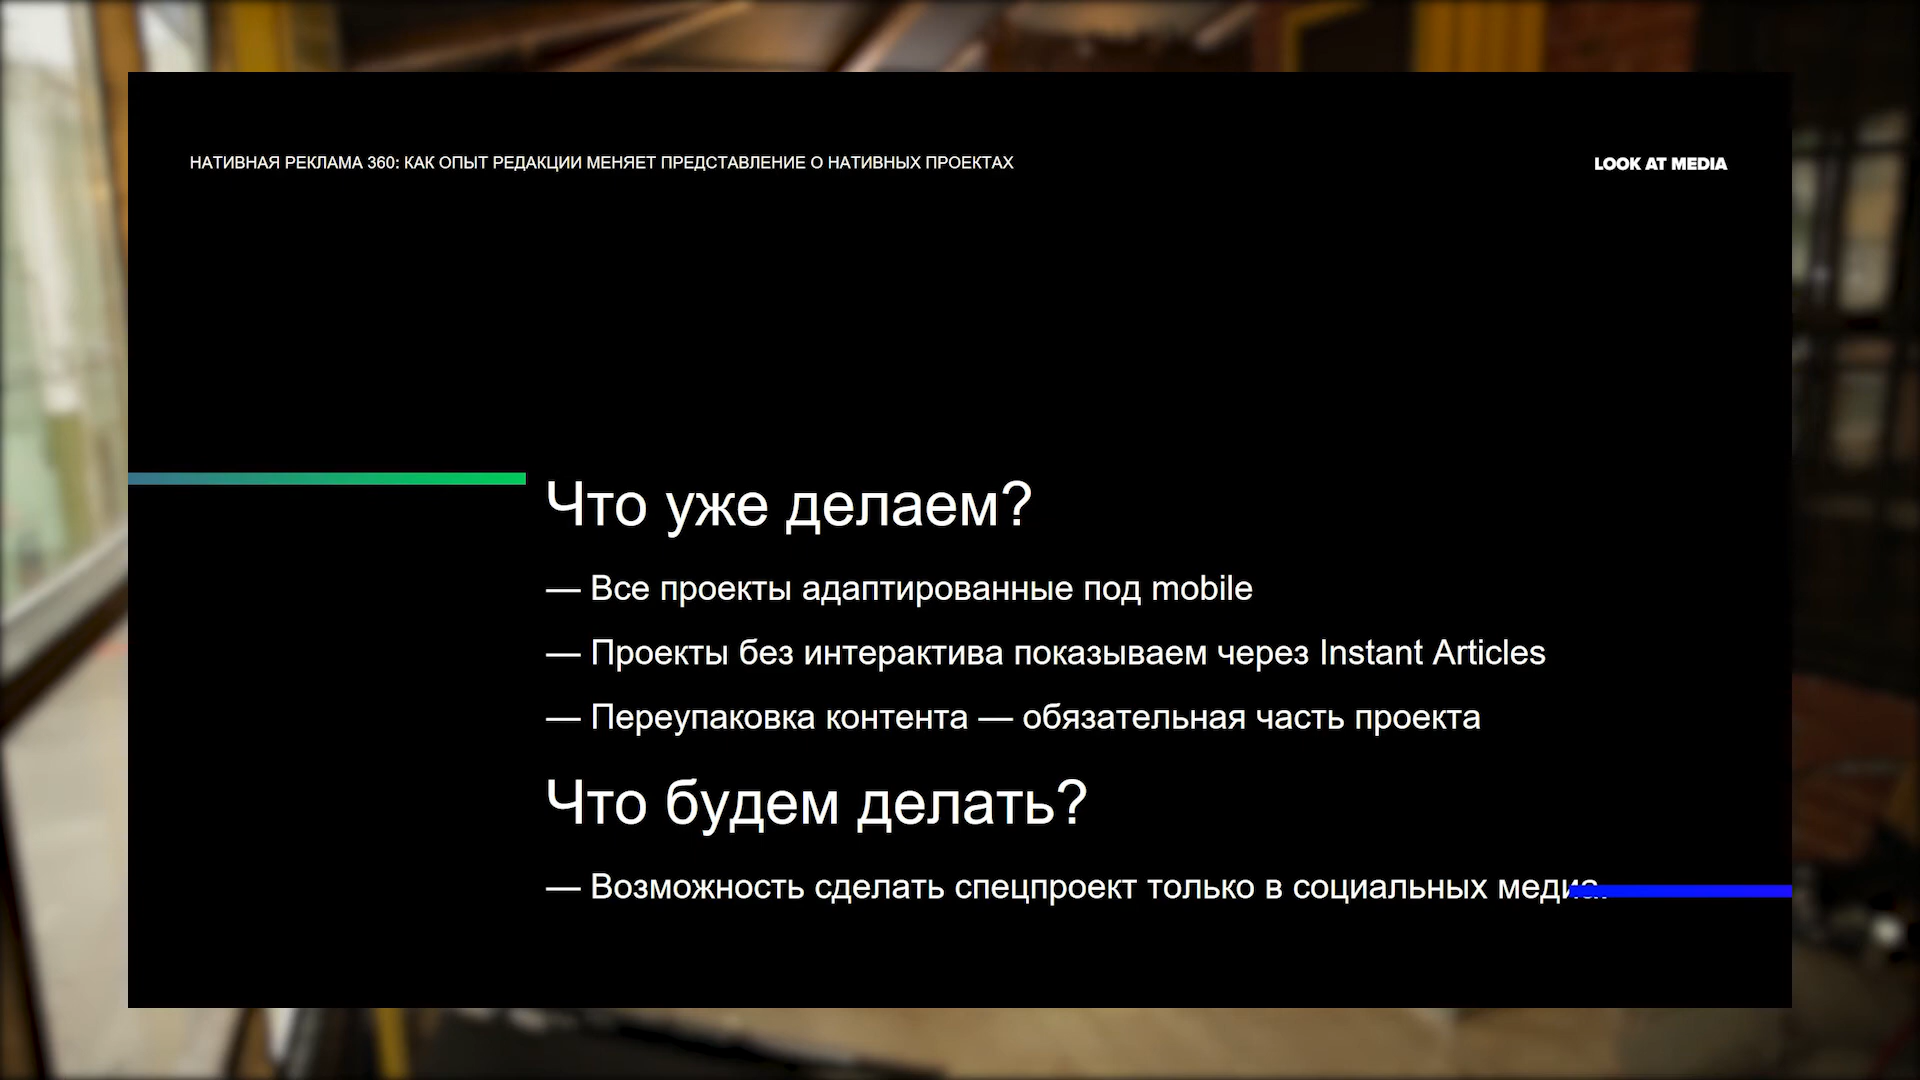 НАТИВНАЯ РЕКЛАМА 360: КАК ОПЫТ РЕДАКЦИИ МЕНЯЕТ ПРЕДСТАВЛЕНИЕ О НАТИВНЫХ ПРОЕКТАХ
LOOK AT MEDIA
Что уже делаем?
— Все проекты адаптированные под mobile
— Проекты без интерактива показываем через Instant Articles
— Переупаковка контента — обязательная часть проекта
Что будем делать?
— Возможность сделать спецпроект только в социальных медиа.